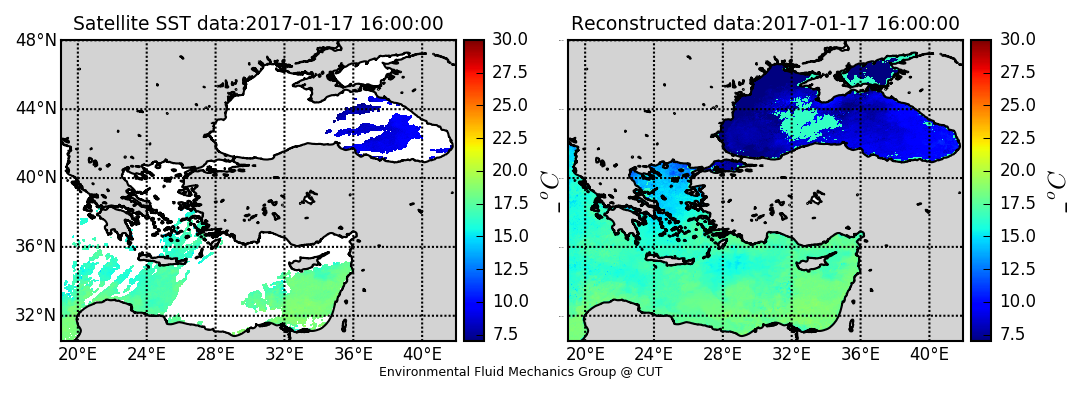 Satellite SST data:2017-01-17 16:00:00
Reconstructed data:2017-01-17 16:00:00
48°N
44°N
40°N
36°N
32°N
20°E 24°E 28°E 32°E 36°E 40°E
30.0
27.5
25.0
22.5
20.0
17.5
15.0
12.5
10.0
7.5
_ °C
20°E 24°E 28°E 32°E 36°E 40°E
30.0
27.5
25.0
22.5
20.0
17.5
15.0
12.5
10.0
7.5
_ °C
Environmental Fluid Mechanics Group @ CUT